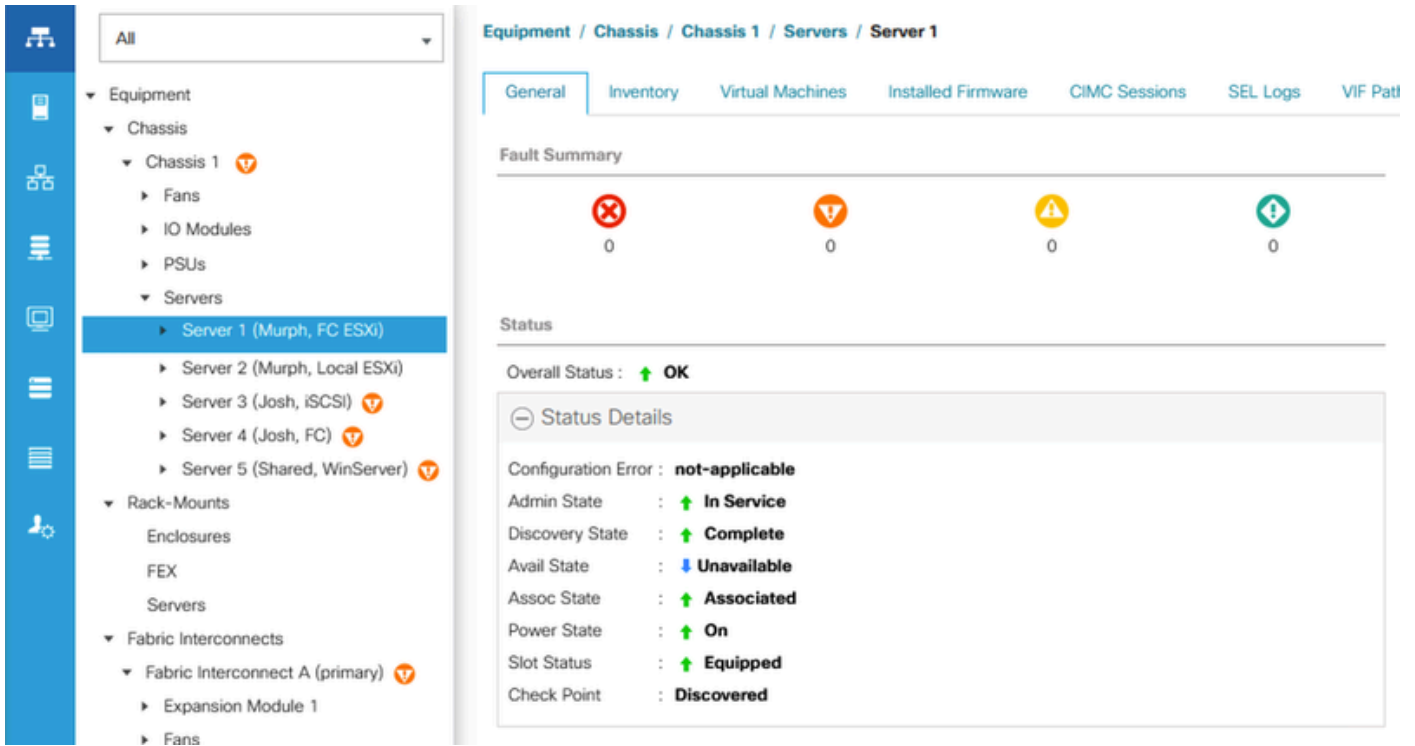 All
Equipment
Chassis
Chassis 1
Fans
IO Modules
PSUs
Servers
Server 1 (Murph, FC ESXi)
Server 2 (Murph, Local ESXi)
Server 3 (Josh, iSCSI)
Server 4 (Josh, FC)
Server 5 (Shared, WinServer)
Rack-Mounts
Enclosures
FEX
Servers
Fabric Interconnects
Fabric Interconnect A (primary)
Expansion Module 1
Fans
Equipment / Chassis / Chassis 1 / Servers / Server 1
General Inventory Virtual Machines Installed Firmware CIMC Sessions SEL Logs VIF Path
Fault Summary
0 0 0 0
Status
Overall Status : OK
Status Details
Configuration Error : not-applicable
Admin State : In Service
Discovery State : Complete
Avail State : Unavailable
Assoc State : Associated
Power State : On
Slot Status : Equipped
Check Point : Discovered